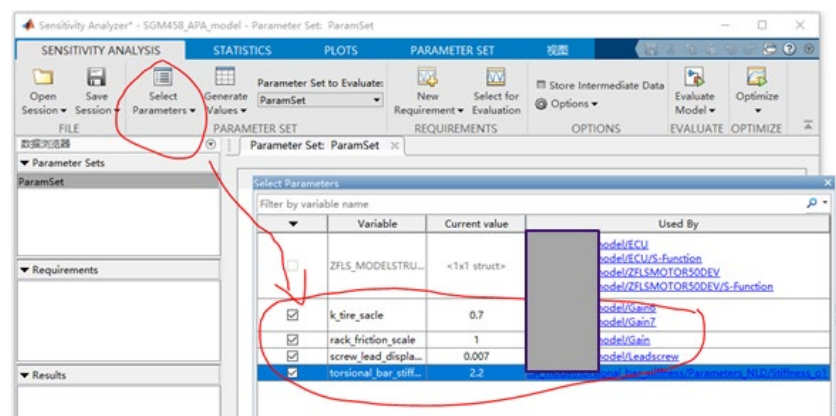 Sensitivity Analyzer* - SGM458_APA_model - Parameter Set: ParamSet
SENSITIVITY ANALYSIS STATISTICS PLOTS PARAMETER SET 视图
Open Session Save Session Select Parameters Generate Values Parameter Set to Evaluate: ParamSet New Requirement Select for Evaluation Store Intermediate Data Options Evaluate Model Optimize
FILE PARAMETER SET REQUIREMENTS OPTIONS EVALUATE OPTIMIZE
数据浏览器 Parameter Set: ParamSet
Parameter Sets
ParamSet
Requirements
Results
Select Parameters
Filter by variable name
Variable Current value Used By
ZFLS_MODELSTRU... <1x1 struct> model/ECU
model/ECU/S-Function
model/ZFLSMOTOR50DEV
model/ZFLSMOTOR50DEV/S-Function
k_tire_sacle 0.7 model/Gain6
model/Gain7
rack_friction_scale 1 model/Gain
screw_lead_displa... 0.007 model/Leadscrew
torsional_bar_stiff... 2.2 bar-stiffness/Parameters_NLD/Stiffness_p1